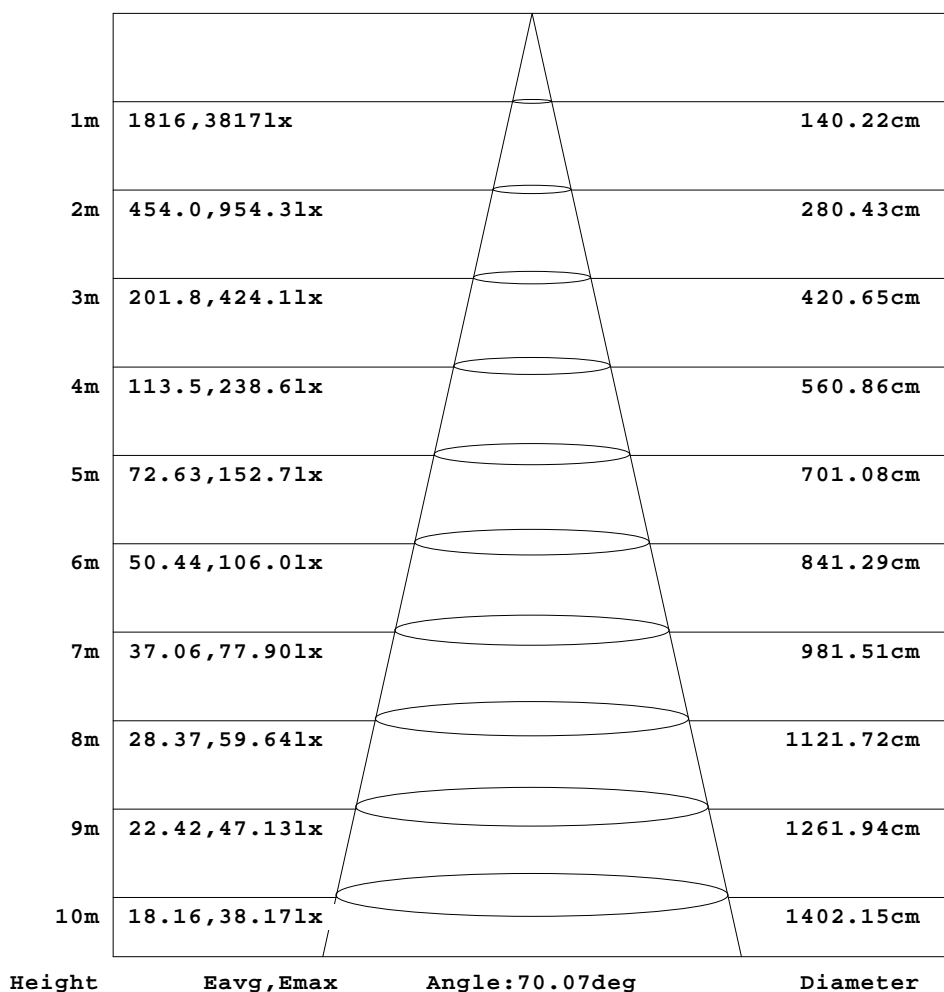 1m 1816,3817lx 140.22cm
2m 454.0,954.3lx 280.43cm
3m 201.8,424.1lx 420.65cm
4m 113.5,238.6lx 560.86cm
5m 72.63,152.7lx 701.08cm
6m 50.44,106.0lx 841.29cm
7m 37.06,77.90lx 981.51cm
8m 28.37,59.64lx 1121.72cm
9m 22.42,47.13lx 1261.94cm
10m 18.16,38.17lx 1402.15cm
Height Eavg,Emax Angle:70.07deg Diameter